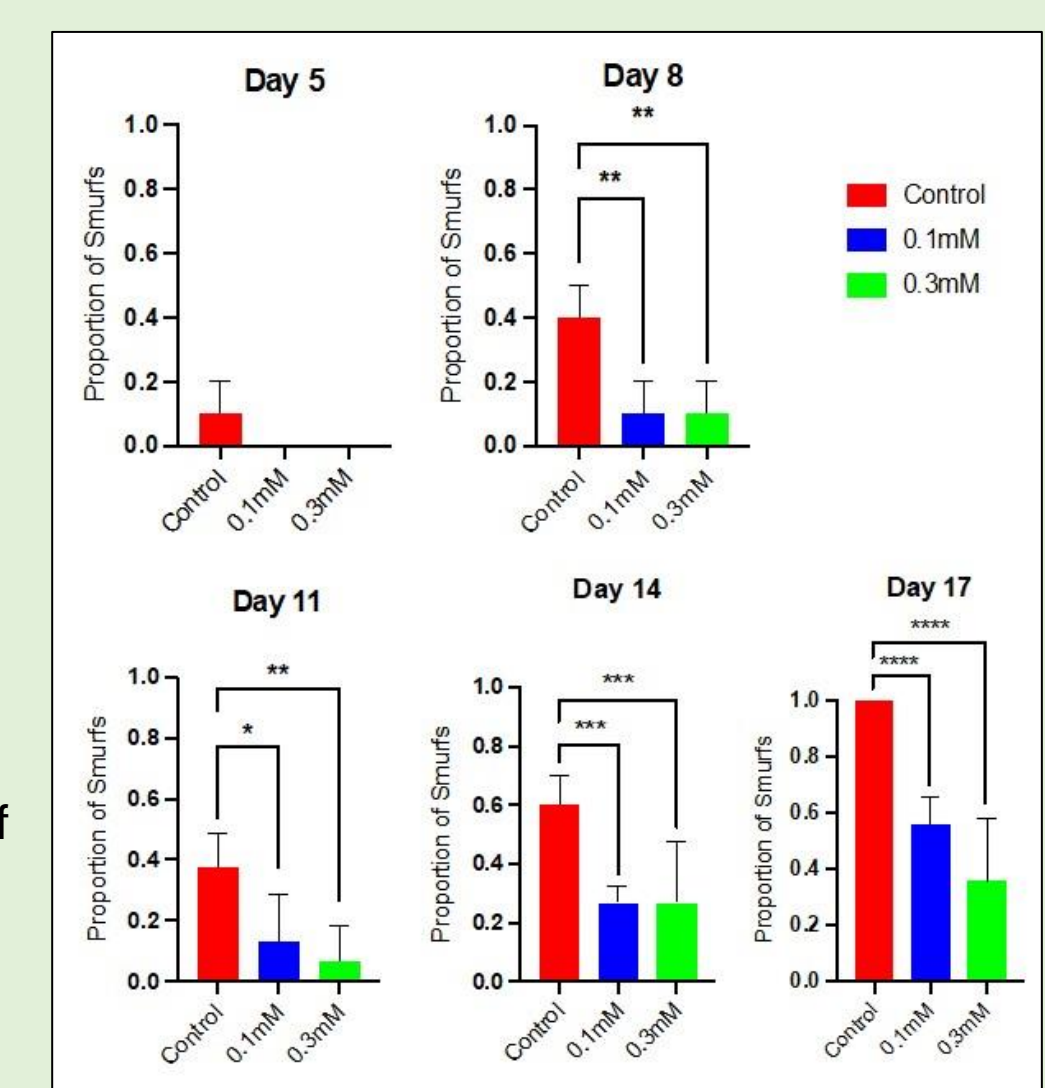 Day 5
Proportion of Smurfs
1.0
0.8
0.6
0.4
0.2
0.0
Control
0.1mM
0.3mM
Day 8
**
**
Proportion of Smurfs
1.0
0.8
0.6
0.4
0.2
0.0
Control
0.1mM
0.3mM
Control
0.1mM
0.3mM
Day 11
**
*
Proportion of Smurfs
1.0
0.8
0.6
0.4
0.2
0.0
Control
0.1mM
0.3mM
Day 14
***
***
Proportion of Smurfs
1.0
0.8
0.6
0.4
0.2
0.0
Control
0.1mM
0.3mM
Day 17
****
****
Proportion of Smurfs
1.0
0.8
0.6
0.4
0.2
0.0
Control
0.1mM
0.3mM